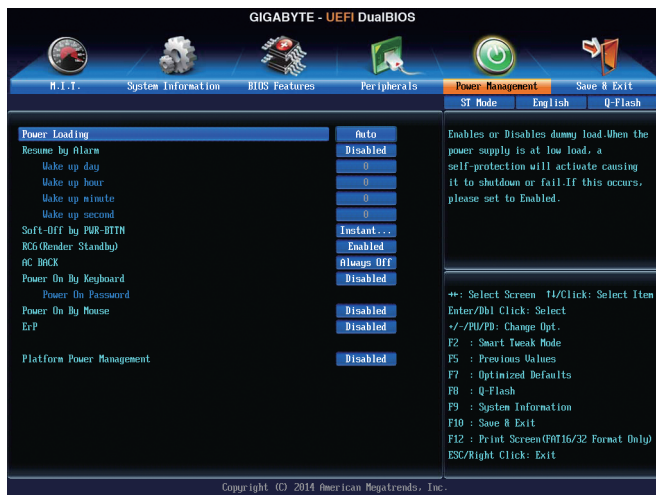 GIGABYTE - UEFI DualBIOS
M.I.T. System Information BIOS Features Peripherals Power Management Save & Exit
ST Mode English Q-Flash
Power Loading Auto
Resume by Alarm Disabled
Wake up day 0
Wake up hour 0
Wake up minute 0
Wake up second 0
Soft-Off by PWR-BTTN Instant...
RC6(Render Standby) Enabled
AC BACK Always Off
Power On By Keyboard Disabled
Power On Password
Power On By Mouse Disabled
ErP Disabled
Platform Power Management Disabled
Enables or Disables dummy load.When the
power supply is at low load, a
self-protection will activate causing
it to shutdown or fail.If this occurs,
please set to Enabled.
→←: Select Screen ↑↓/Click: Select Item
Enter/Dbl Click: Select
+/-/PU/PD: Change Opt.
F2 : Smart Tweak Mode
F5 : Previous Values
F7 : Optimized Defaults
F8 : Q-Flash
F9 : System Information
F10 : Save & Exit
F12 : Print Screen(FAT16/32 Format Only)
ESC/Right Click: Exit
Copyright (C) 2014 American Megatrends, Inc.